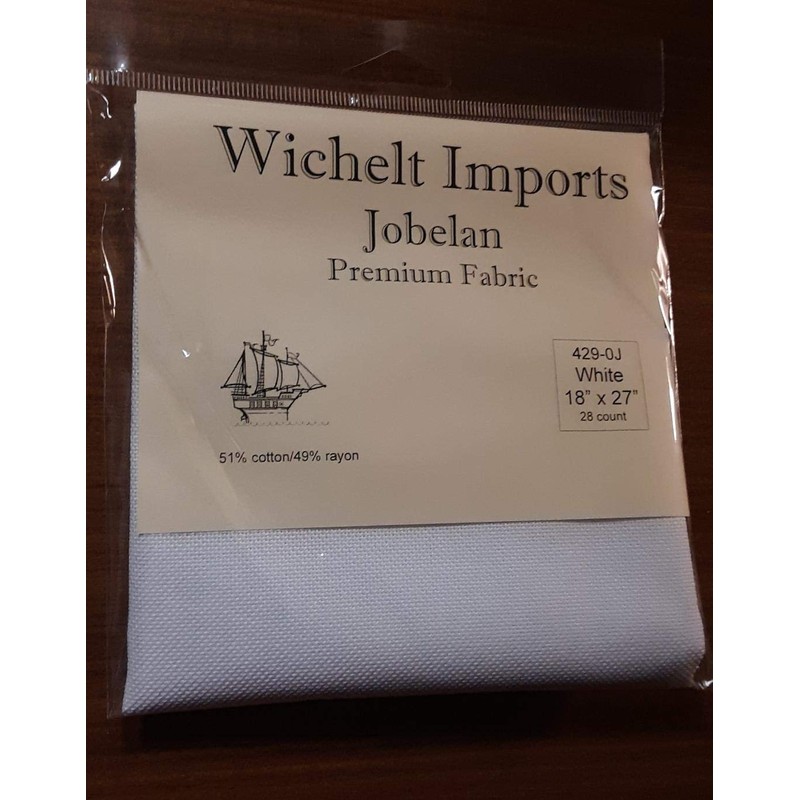 Wichelt Imports
Jobelan
Premium Fabric
429-0J
White
18" x 27"
28 count
51% cotton/49% rayon